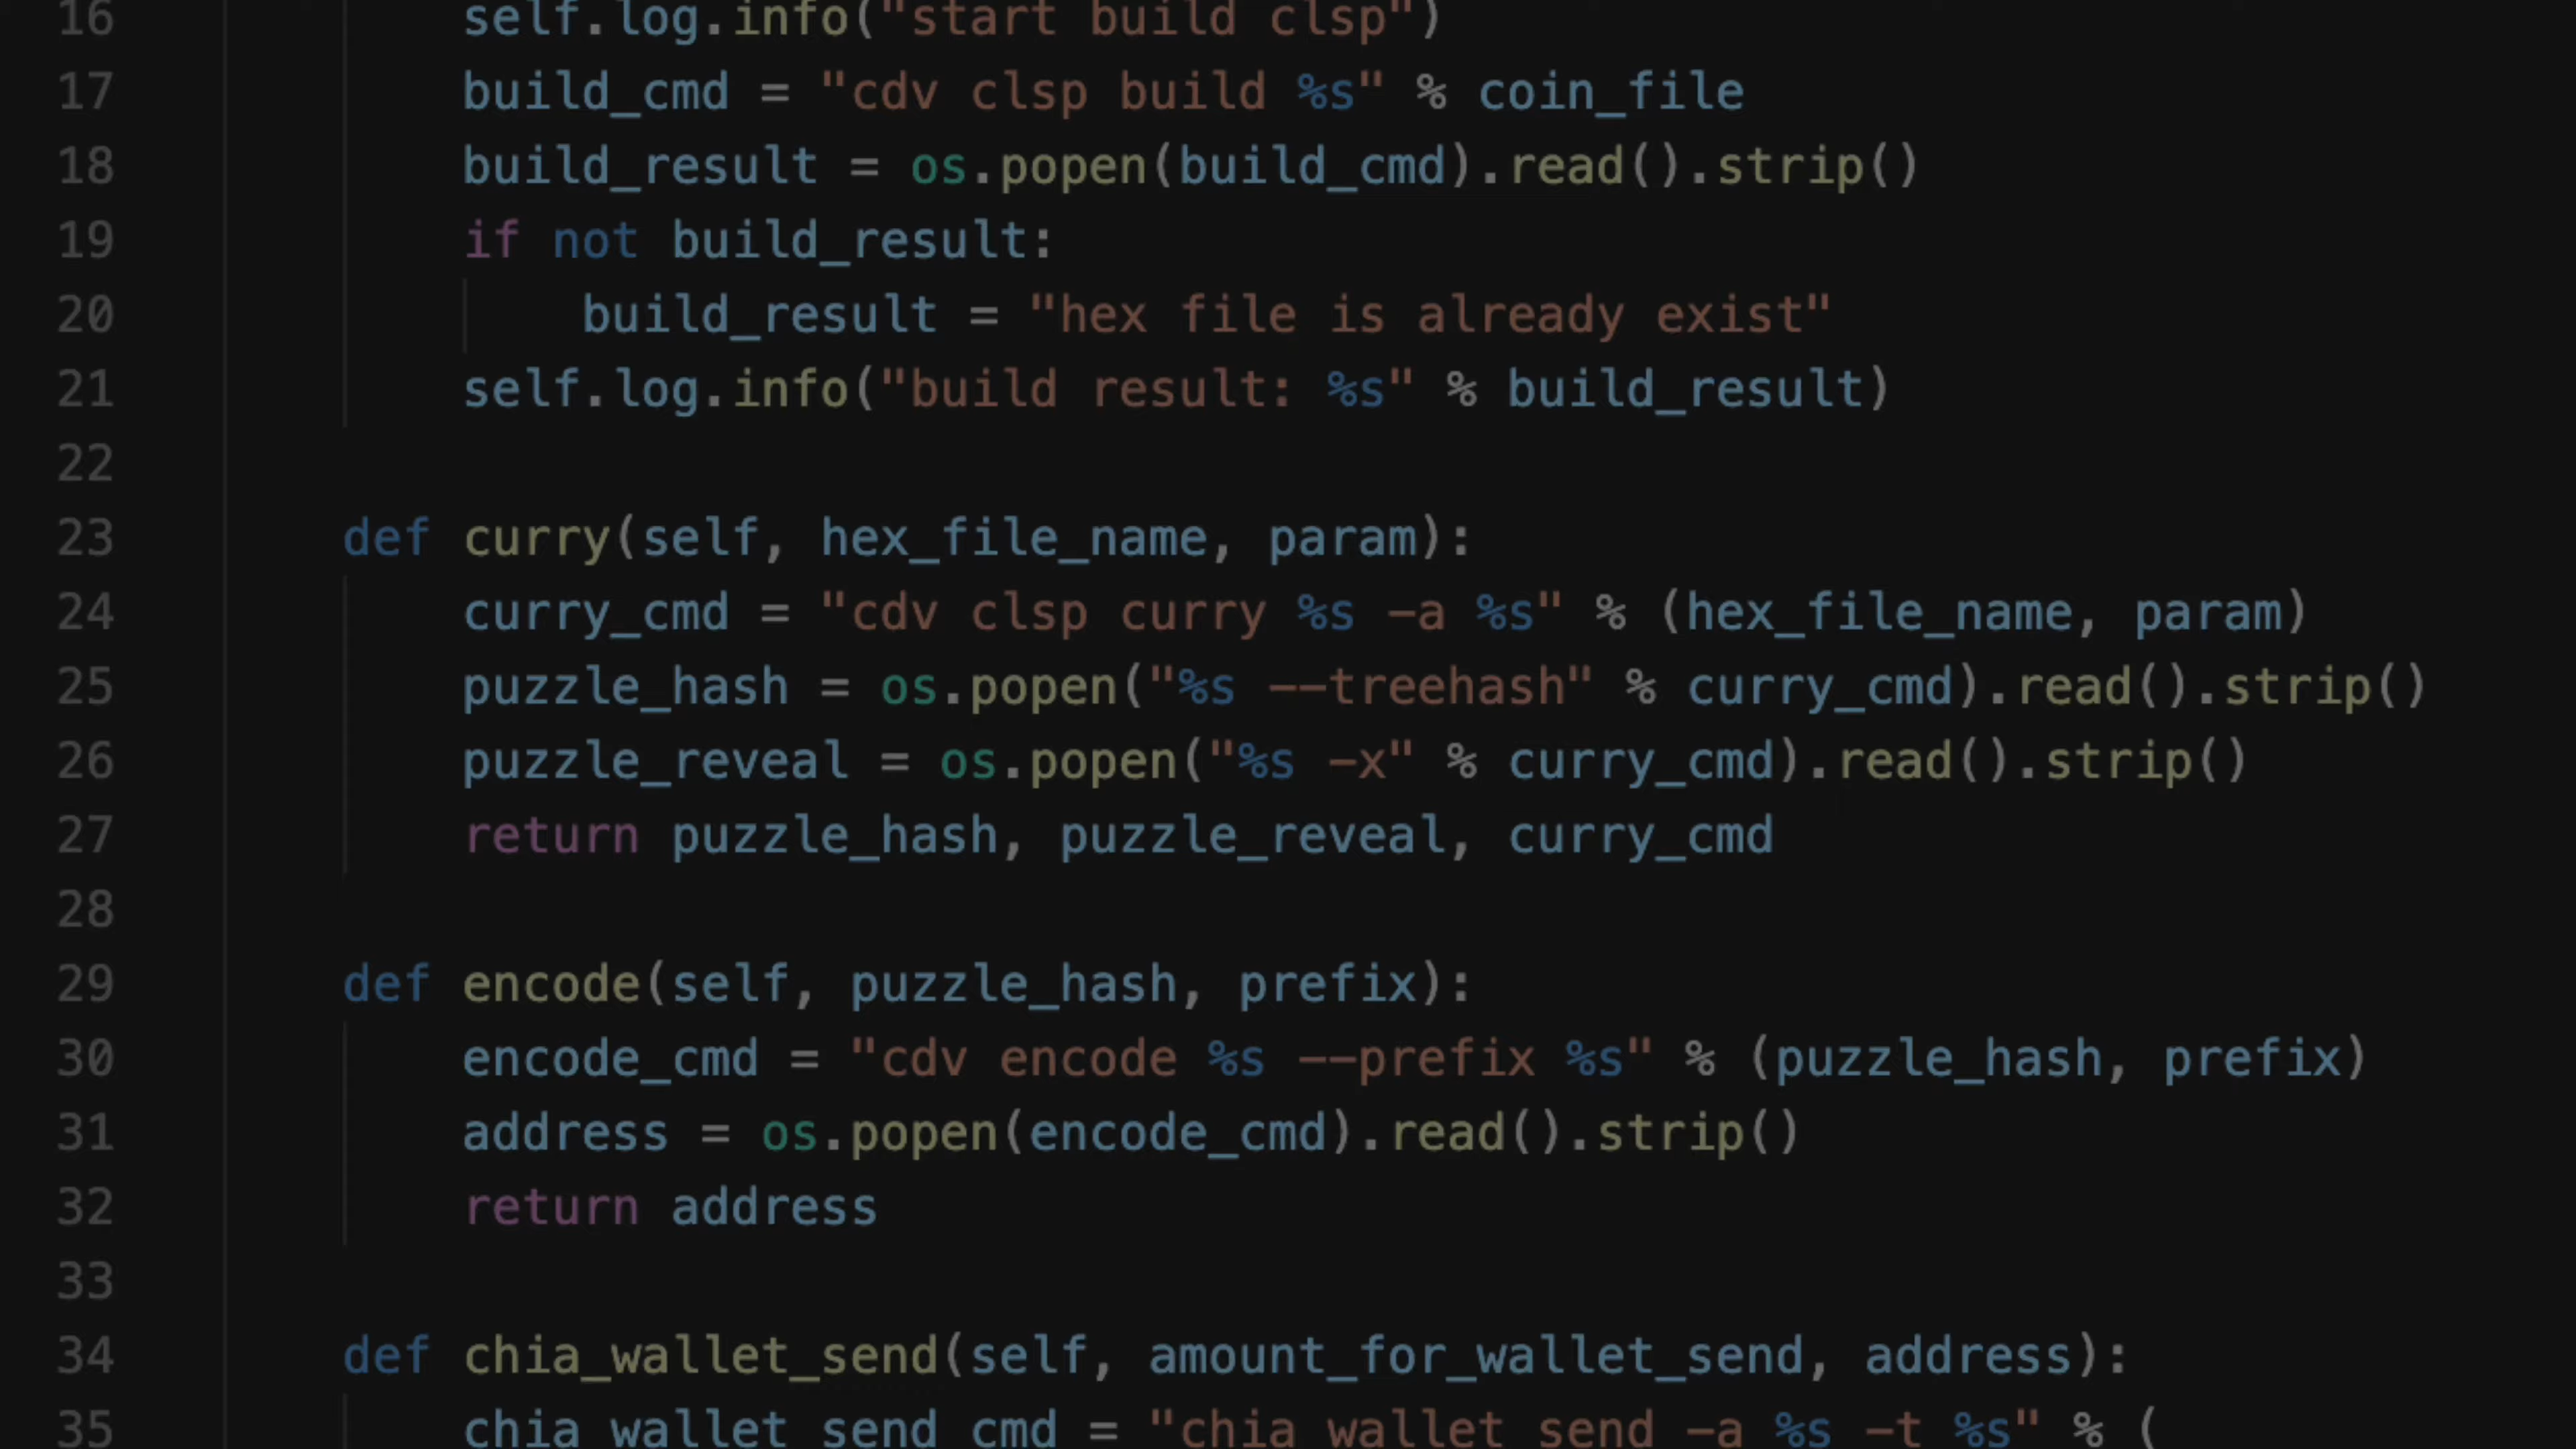 16 self.log.info("start build clsp")
17 build_cmd = "cdv clsp build %s" % coin_file
18 build_result = os.popen(build_cmd).read().strip()
19 if not build_result:
20 build_result = "hex file is already exist"
21 self.log.info("build result: %s" % build_result)
22
23 def curry(self, hex_file_name, param):
24 curry_cmd = "cdv clsp curry %s -a %s" % (hex_file_name, param)
25 puzzle_hash = os.popen("%s --treehash" % curry_cmd).read().strip()
26 puzzle_reveal = os.popen("%s -x" % curry_cmd).read().strip()
27 return puzzle_hash, puzzle_reveal, curry_cmd
28
29 def encode(self, puzzle_hash, prefix):
30 encode_cmd = "cdv encode %s --prefix %s" % (puzzle_hash, prefix)
31 address = os.popen(encode_cmd).read().strip()
32 return address
33
34 def chia_wallet_send(self, amount_for_wallet_send, address):
35 chia_wallet_send_cmd = "chia wallet send -a %s -t %s" % (